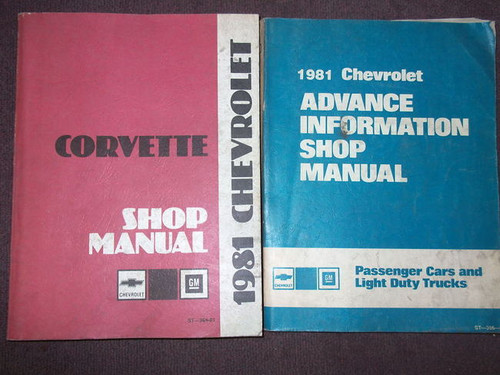 CORVETTE
SHOP
MANUAL
CHEVROLET
GM
1981 CHEVROLET
1981 Chevrolet
ADVANCE
INFORMATION
SHOP
MANUAL
CHEVROLET
GM
Passenger Cars and
Light Duty Trucks